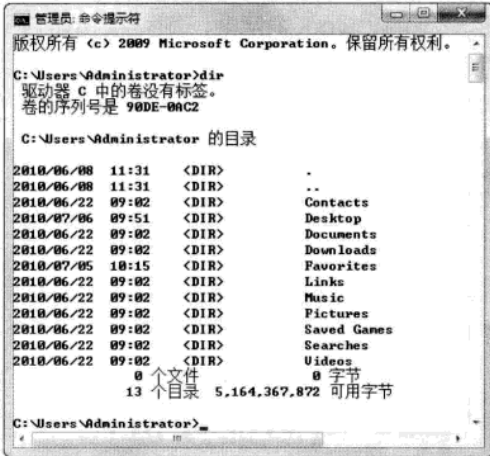 管理员: 命令提示符
版权所有 (c) 2009 Microsoft Corporation。保留所有权利。
C:\Users\Administrator>dir
驱动器 C 中的卷没有标签。
卷的序列号是 90DE-0AC2
C:\Users\Administrator 的目录
2010/06/08  11:31    <DIR>          .
2010/06/08  11:31    <DIR>          ..
2010/06/22  09:02    <DIR>          Contacts
2010/07/06  09:51    <DIR>          Desktop
2010/06/22  09:02    <DIR>          Documents
2010/06/22  09:02    <DIR>          Downloads
2010/07/05  10:15    <DIR>          Favorites
2010/06/22  09:02    <DIR>          Links
2010/06/22  09:02    <DIR>          Music
2010/06/22  09:02    <DIR>          Pictures
2010/06/22  09:02    <DIR>          Saved Games
2010/06/22  09:02    <DIR>          Searches
2010/06/22  09:02    <DIR>          Videos
0 个文件              0 字节
13 个目录  5,164,367,872 可用字节
C:\Users\Administrator>_